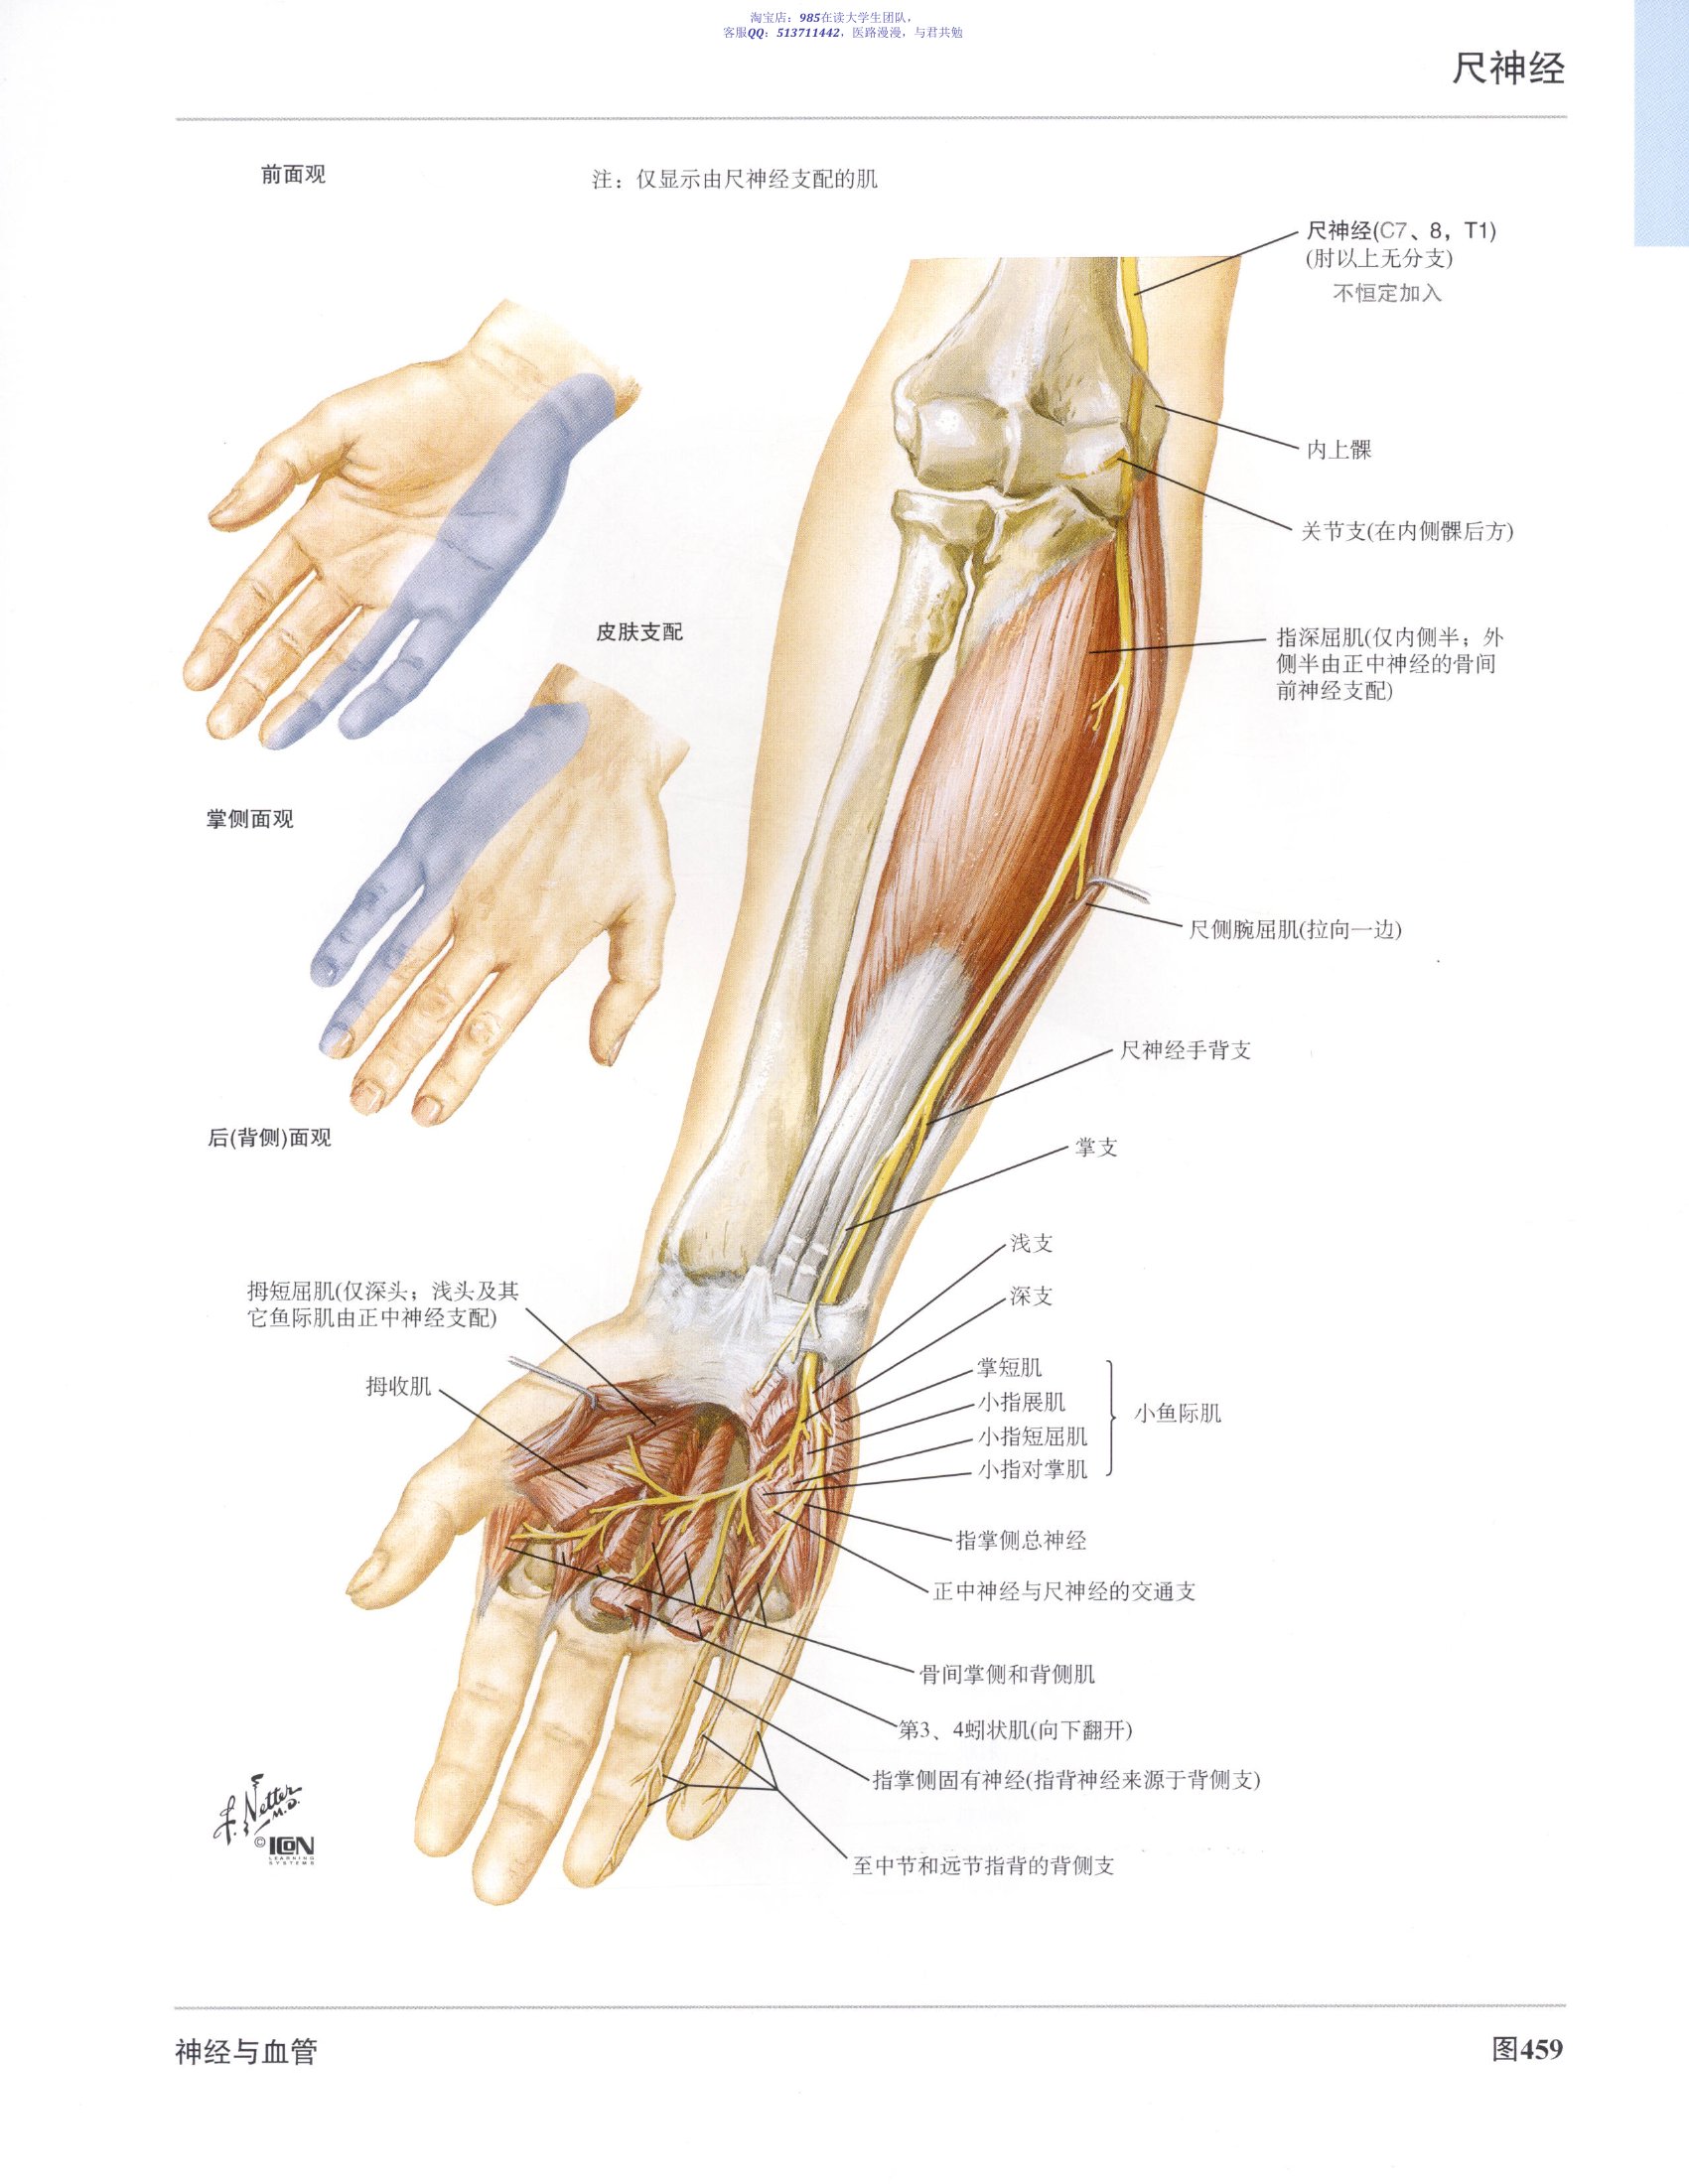 淘宝店：985在读大学生团队，
客服QQ：513711442，医路漫漫，与君共勉
尺神经
前面观
注：仅显示由尺神经支配的肌
尺神经(C7、8，T1)
(肘以上无分支)
不恒定加入
内上髁
关节支(在内侧髁后方)
皮肤支配
指深屈肌(仅内侧半；外
侧半由正中神经的骨间
前神经支配)
掌侧面观
尺侧腕屈肌(拉向一边)
尺神经手背支
后(背侧)面观
掌支
浅支
深支
拇短屈肌(仅深头；浅头及其
它鱼际肌由正中神经支配)
拇收肌
掌短肌
小指展肌
小指短屈肌
小指对掌肌
小鱼际肌
指掌侧总神经
正中神经与尺神经的交通支
骨间掌侧和背侧肌
第3、4蚓状肌(向下翻开)
指掌侧固有神经(指背神经来源于背侧支)
至中节和远节指背的背侧支
F. Netter
M.D.
© ICON
LEARNING
SYSTEMS
神经与血管
图459